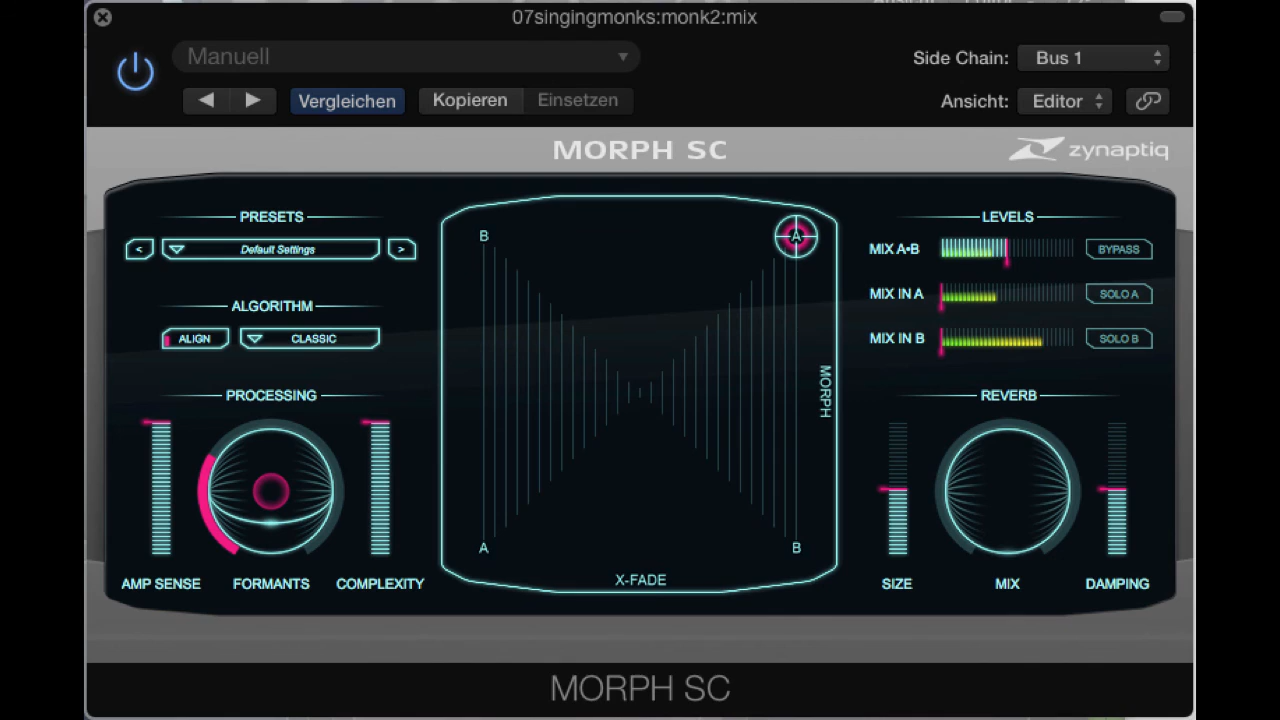 07singingmonks:monk2:mix
Manuell
Side Chain: Bus 1
Vergleichen Kopieren Einsetzen
Ansicht: Editor
MORPH SC
zynaptiq
PRESETS
< Default Settings >
ALGORITHM
ALIGN CLASSIC
PROCESSING
AMP SENSE FORMANTS COMPLEXITY
B A
MORPH
A B
X-FADE
LEVELS
MIX A•B BYPASS
MIX IN A SOLO A
MIX IN B SOLO B
REVERB
SIZE MIX DAMPING
MORPH SC